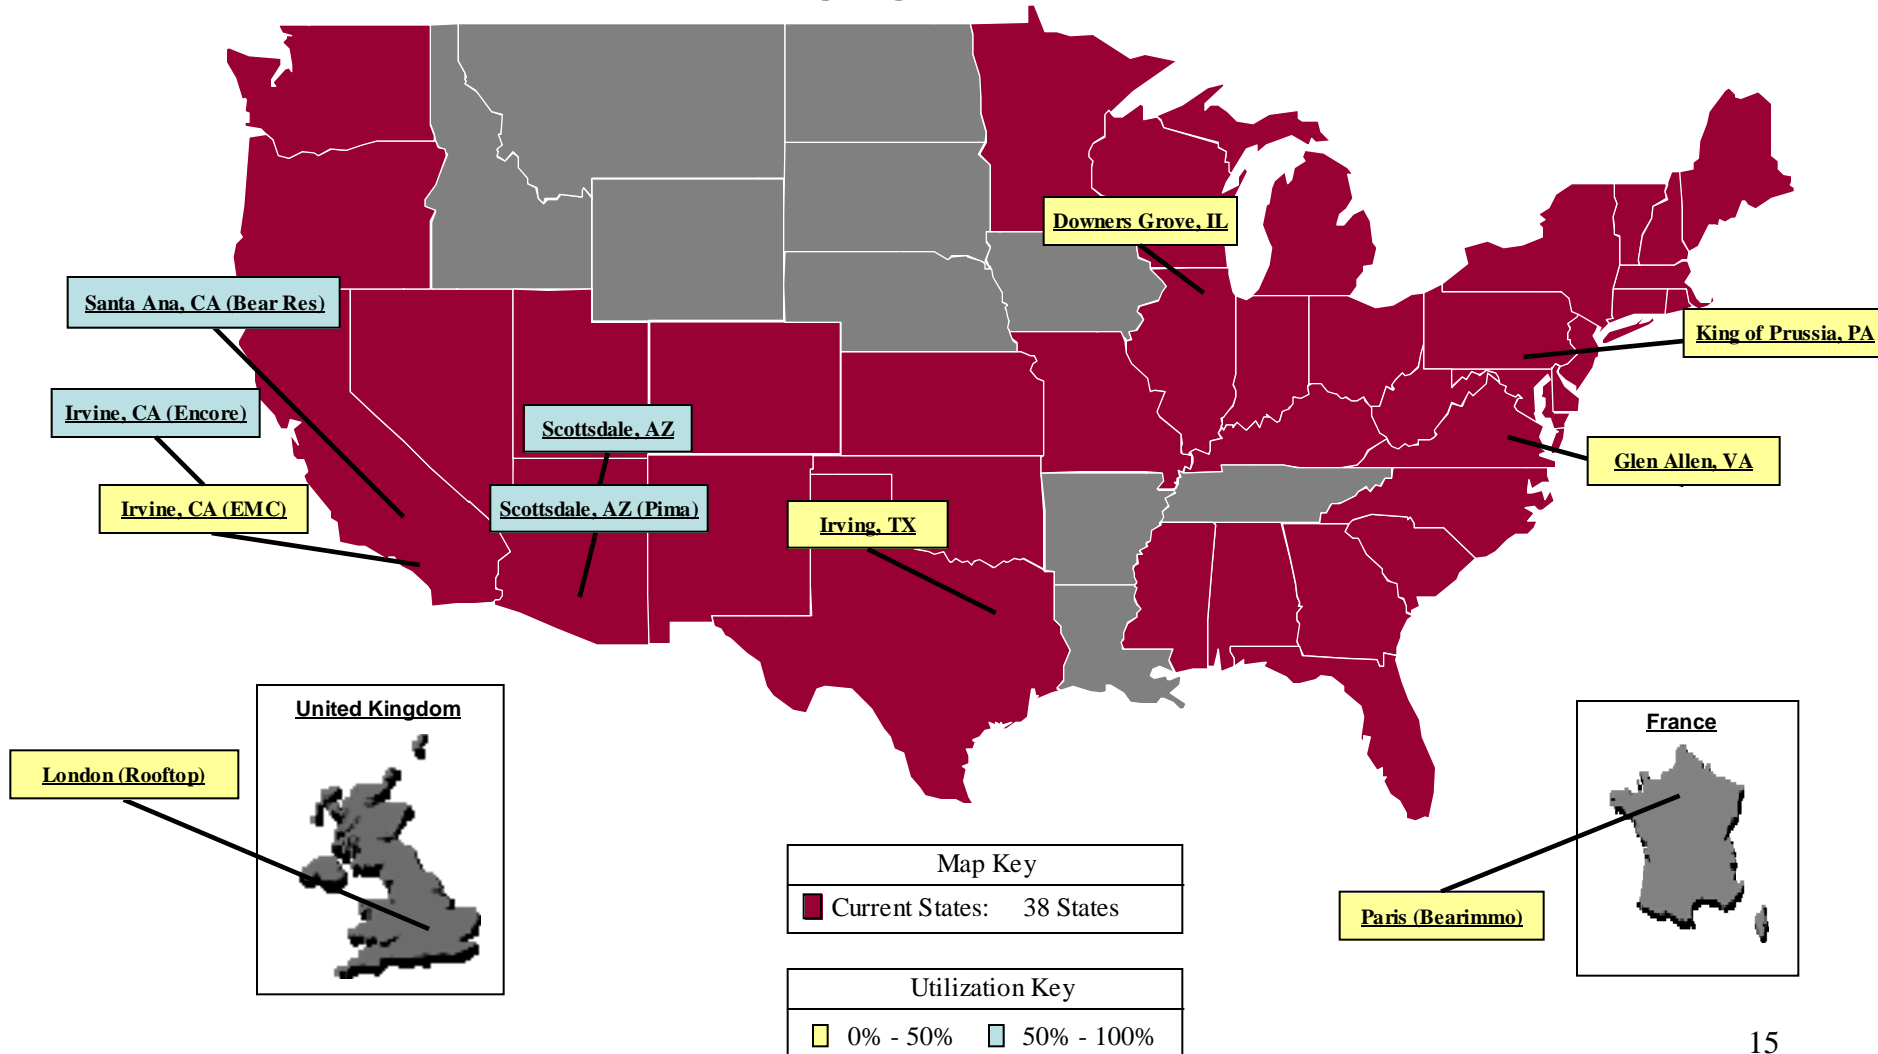 Downers Grove, IL
Santa Ana, CA (Bear Res)
King of Prussia, PA
Irvine, CA (Encore)
Scottsdale, AZ
Glen Allen, VA
Irvine, CA (EMC)
Scottsdale, AZ (Pima)
Irving, TX
United Kingdom
France
London (Rooftop)
Paris (Bearimmo)
Map Key
Current States: 38 States
Utilization Key
0% - 50% 50% - 100%
15